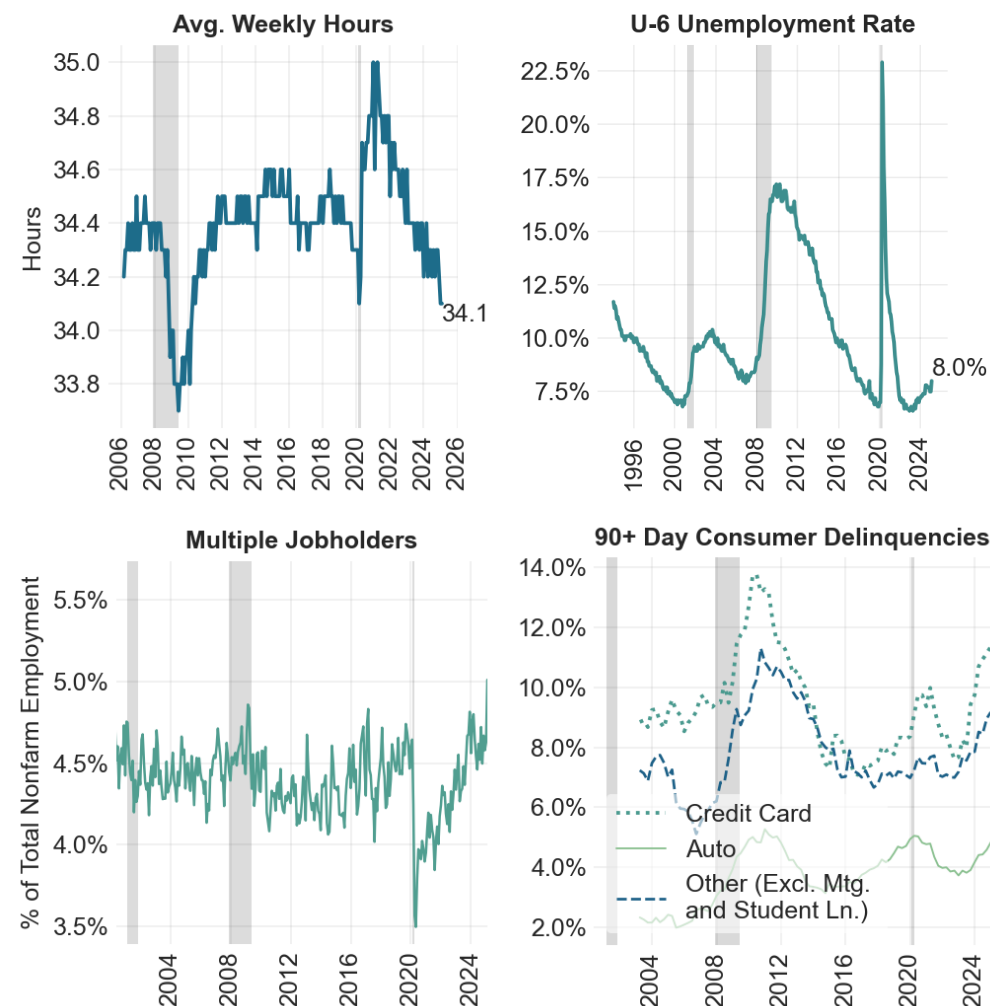 Avg. Weekly Hours
Hours
35.0
34.8
34.6
34.4
34.2
34.0
33.8
34.1
2006 2008 2010 2012 2014 2016 2018 2020 2022 2024 2026
U-6 Unemployment Rate
22.5%
20.0%
17.5%
15.0%
12.5%
10.0%
7.5%
8.0%
1996 2000 2004 2008 2012 2016 2020 2024
Multiple Jobholders
% of Total Nonfarm Employment
5.5%
5.0%
4.5%
4.0%
3.5%
2004 2008 2012 2016 2020 2024
90+ Day Consumer Delinquencies
14.0%
12.0%
10.0%
8.0%
6.0%
4.0%
2.0%
Credit Card
Auto
Other (Excl. Mtg.
and Student Ln.)
2004 2008 2012 2016 2020 2024